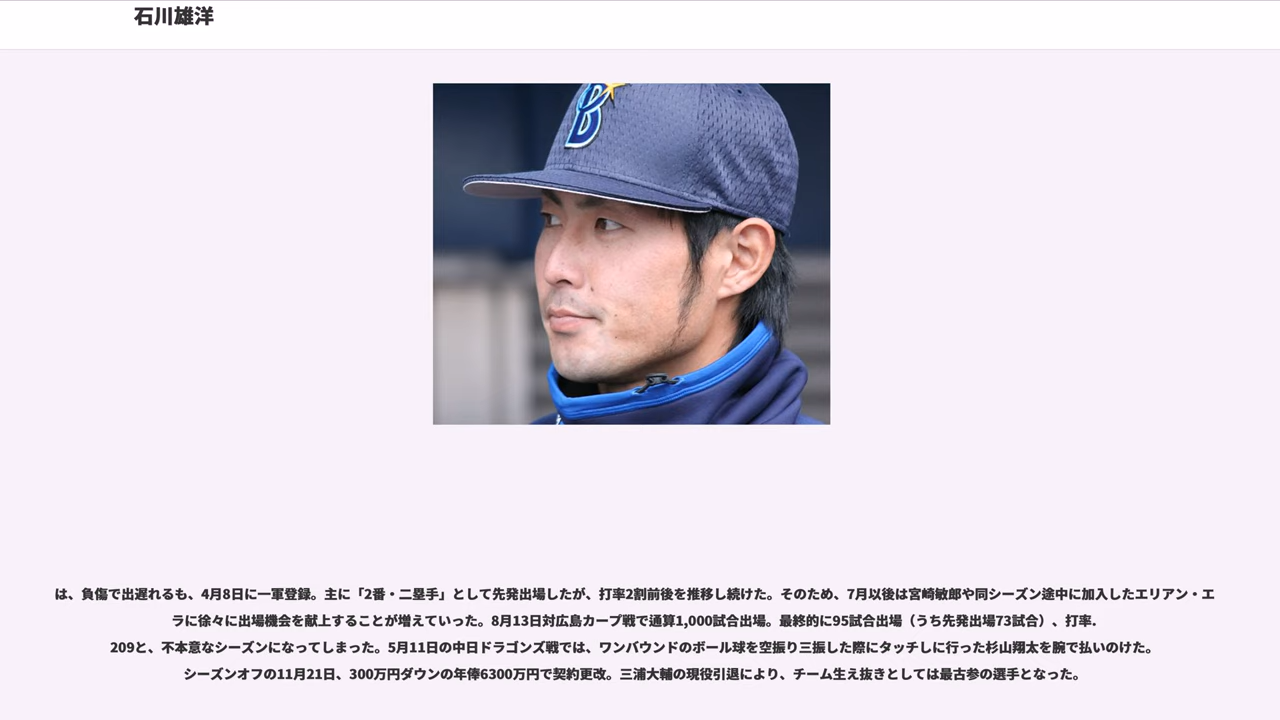 石川雄洋
B
は、負傷で出遅れるも、4月8日に一軍登録。主に「2番・二塁手」として先発出場したが、打率2割前後を推移し続けた。そのため、7月以後は宮崎敏郎や同シーズン途中に加入したエリアン・エ
ラに徐々に出場機会を献上することが増えていった。8月13日対広島カープ戦で通算1,000試合出場。最終的に95試合出場（うち先発出場73試合）、打率.
209と、不本意なシーズンになってしまった。5月11日の中日ドラゴンズ戦では、ワンバウンドのボール球を空振り三振した際にタッチしに行った杉山翔太を腕で払いのけた。
シーズンオフの11月21日、300万円ダウンの年俸6300万円で契約更改。三浦大輔の現役引退により、チーム生え抜きとしては最古参の選手となった。